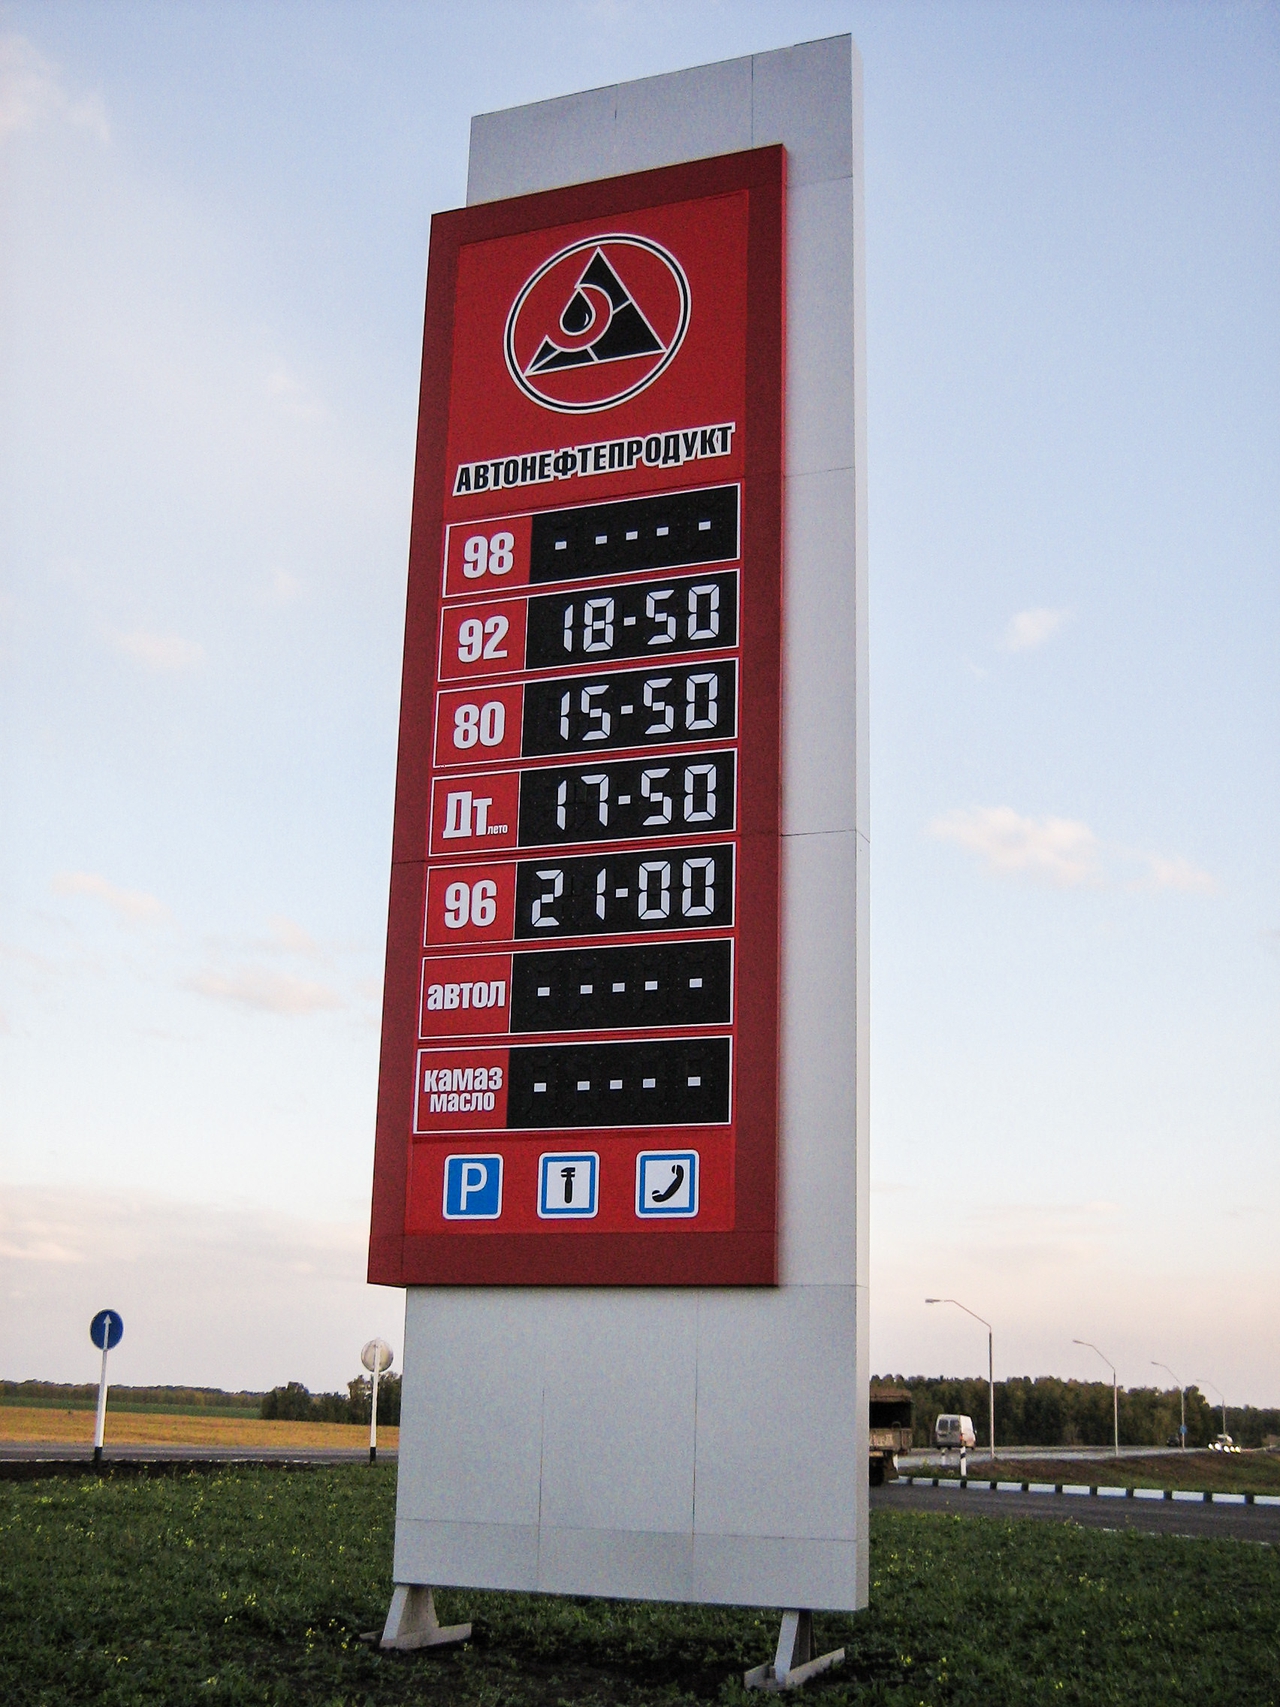 АВТОНЕФТЕПРОДУКТ
98 - - - - -
92 18-50
80 15-50
Дт лето 17-50
96 21-00
автол - - - - -
камаз - - - - -
масло
P